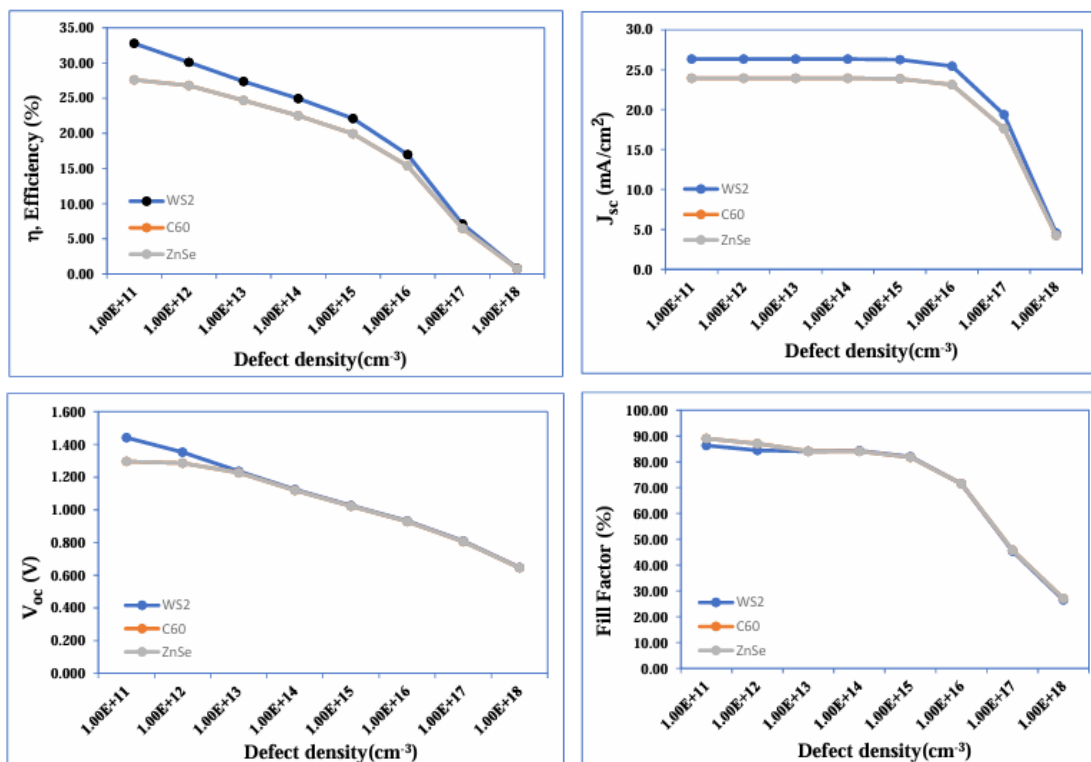 35.00
30.00
25.00
20.00
15.00
10.00
5.00
0.00
η, Efficiency (%)
WS2
C60
ZnSe
1.00E+11
1.00E+12
1.00E+13
1.00E+14
1.00E+15
1.00E+16
1.00E+17
1.00E+18
Defect density(cm⁻³)
30.0
25.0
20.0
15.0
10.0
5.0
0.0
Jsc (mA/cm²)
WS2
C60
ZnSe
1.00E+11
1.00E+12
1.00E+13
1.00E+14
1.00E+15
1.00E+16
1.00E+17
1.00E+18
Defect density(cm⁻³)
1.600
1.400
1.200
1.000
0.800
0.600
0.400
0.200
0.000
Voc (V)
WS2
C60
ZnSe
1.00E+11
1.00E+12
1.00E+13
1.00E+14
1.00E+15
1.00E+16
1.00E+17
1.00E+18
Defect density(cm⁻³)
100.00
90.00
80.00
70.00
60.00
50.00
40.00
30.00
20.00
10.00
0.00
Fill Factor (%)
WS2
C60
ZnSe
1.00E+11
1.00E+12
1.00E+13
1.00E+14
1.00E+15
1.00E+16
1.00E+17
1.00E+18
Defect density(cm⁻³)